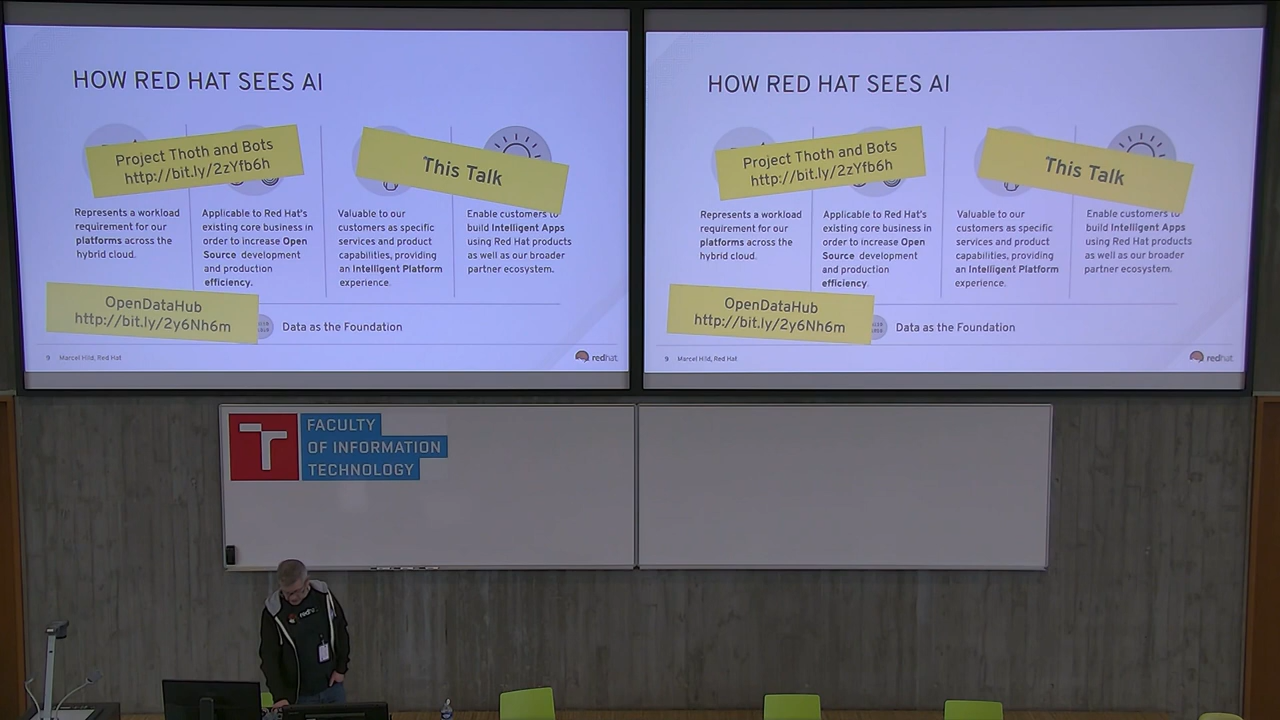 HOW RED HAT SEES AI
Project Thoth and Bots
http://bit.ly/2zYfb6h
This Talk
Represents a workload
requirement for our
platforms across the
hybrid cloud.
Applicable to Red Hat's
existing core business in
order to increase Open
Source development
and production
efficiency.
Valuable to our
customers as specific
services and product
capabilities, providing
an Intelligent Platform
experience.
Enable customers to
build Intelligent Apps
using Red Hat products
as well as our broader
partner ecosystem.
OpenDataHub
http://bit.ly/2y6Nh6m
Data as the Foundation
9 Marcel Hild, Red Hat
redhat
HOW RED HAT SEES AI
Project Thoth and Bots
http://bit.ly/2zYfb6h
This Talk
Represents a workload
requirement for our
platforms across the
hybrid cloud.
Applicable to Red Hat's
existing core business in
order to increase Open
Source development
and production
efficiency.
Valuable to our
customers as specific
services and product
capabilities, providing
an Intelligent Platform
experience.
Enable customers to
build Intelligent Apps
using Red Hat products
as well as our broader
partner ecosystem.
OpenDataHub
http://bit.ly/2y6Nh6m
Data as the Foundation
9 Marcel Hild, Red Hat
redhat
T
FACULTY
OF INFORMATION
TECHNOLOGY